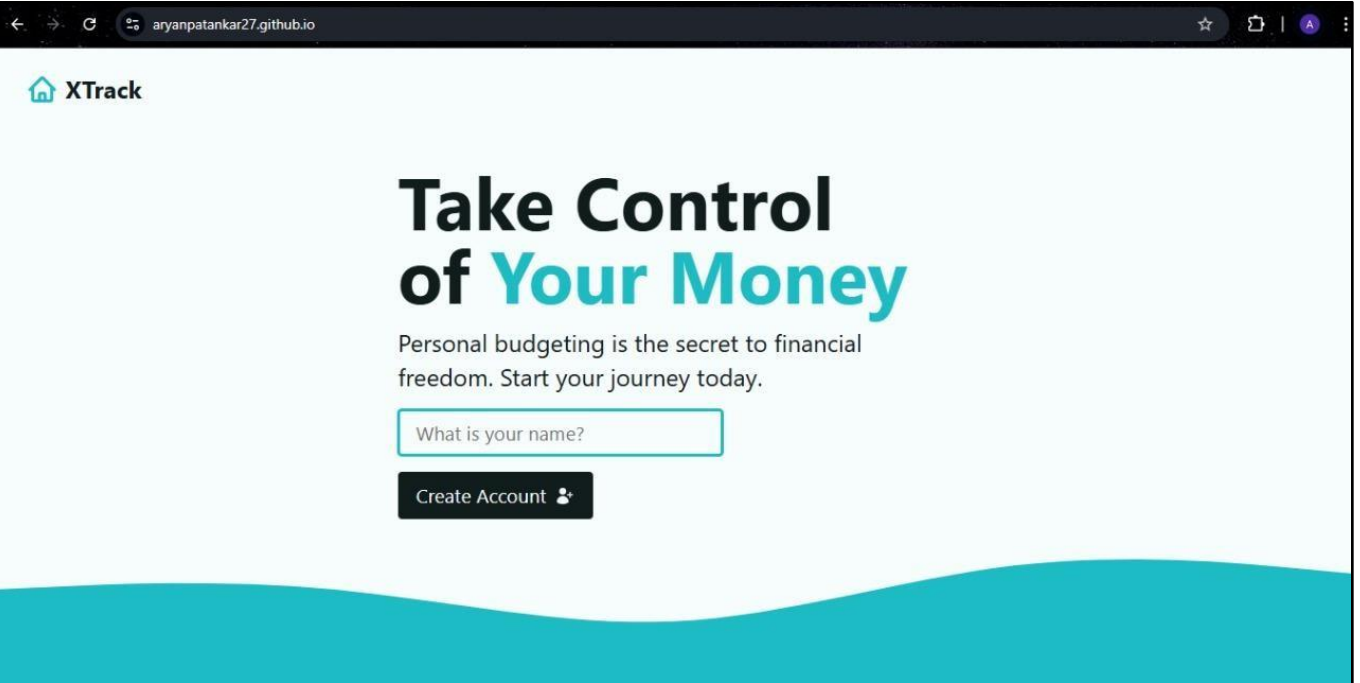 aryanpatankar27.github.io
A
XTrack
Take Control
of Your Money
Personal budgeting is the secret to financial
freedom. Start your journey today.
What is your name?
Create Account